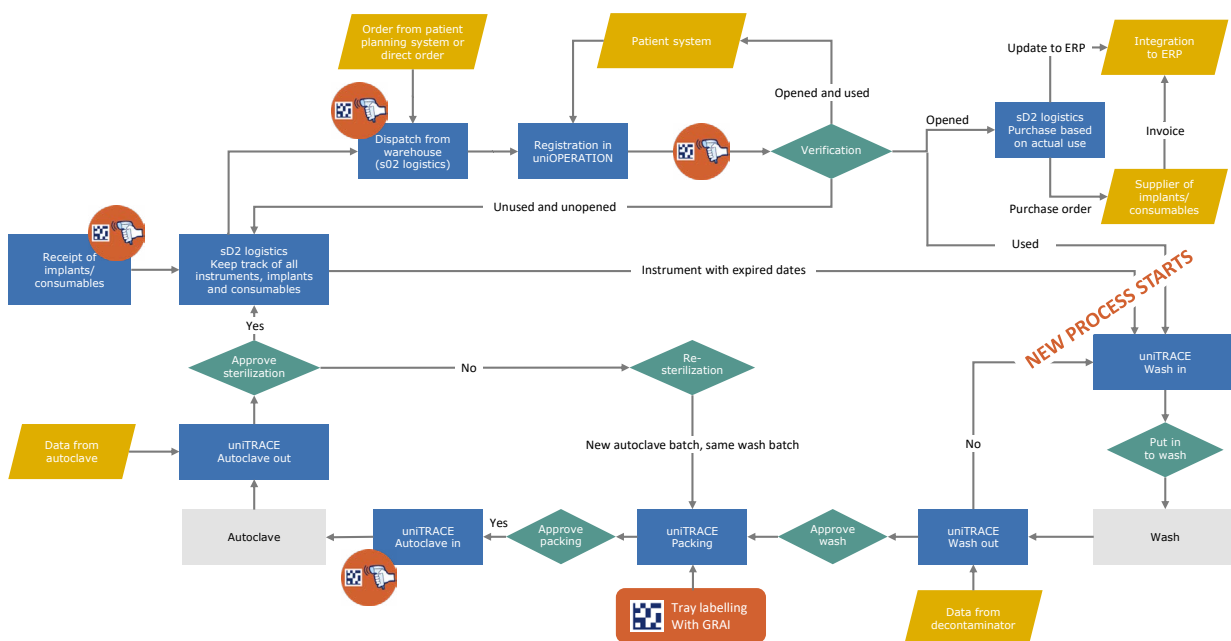 Order from patient
planning system or
direct order
Patient system
Update to ERP
Integration
to ERP
Opened and used
Dispatch from
warehouse
(s02 logistics)
Registration in
uniOPERATION
Verification
Opened
sD2 logistics
Purchase based
on actual use
Invoice
Unused and unopened
Purchase order
Supplier of
implants/
consumables
Receipt of
implants/
consumables
sD2 logistics
Keep track of all
instruments, implants
and consumables
Instrument with expired dates
Used
NEW PROCESS STARTS
Yes
Approve
sterilization
No
Re-
sterilization
uniTRACE
Wash in
Data from
autoclave
uniTRACE
Autoclave out
New autoclave batch, same wash batch
No
Put in
to wash
Autoclave
uniTRACE
Autoclave in
Yes
Approve
packing
uniTRACE
Packing
Approve
wash
uniTRACE
Wash out
Wash
Tray labelling
With GRAI
Data from
decontaminator